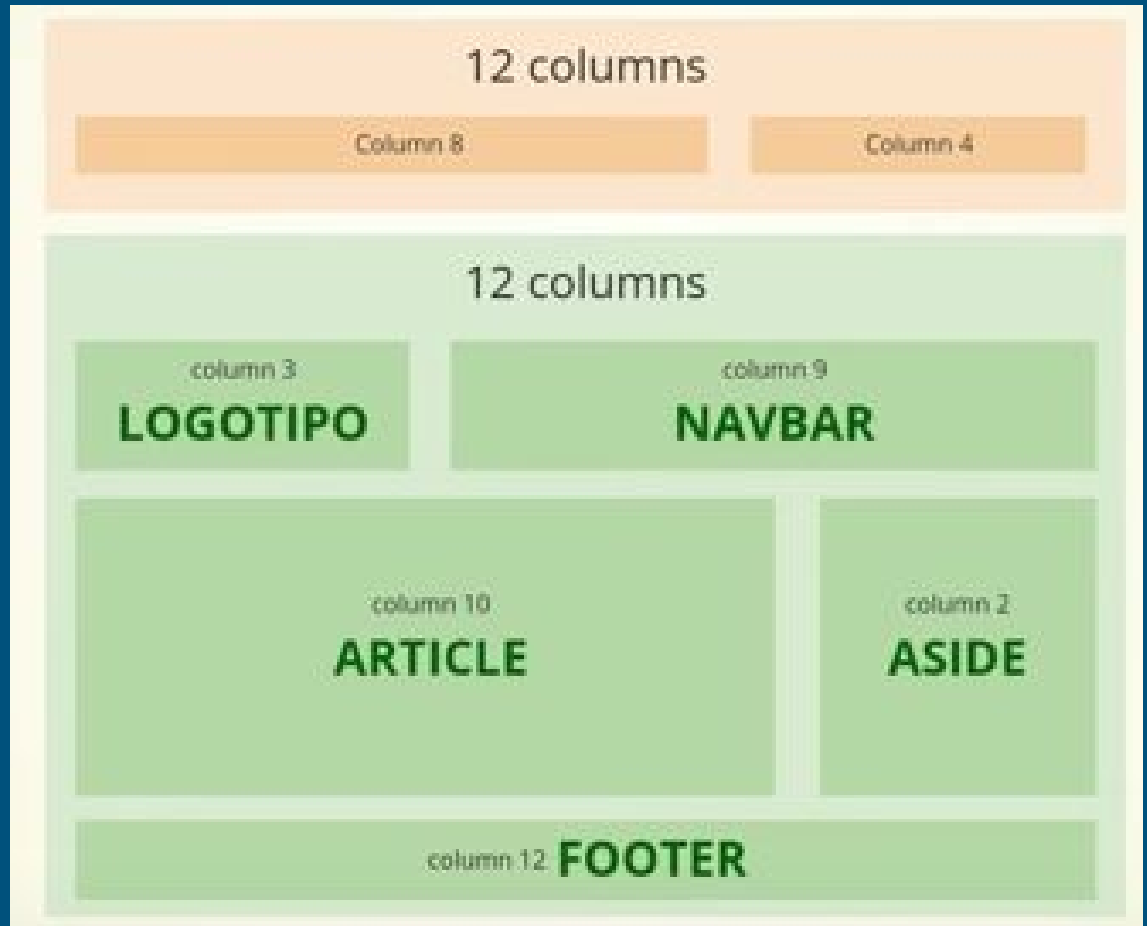 12 columns
Column 8 Column 4
12 columns
column 3 column 9
LOGOTIPO NAVBAR
column 10 column 2
ARTICLE ASIDE
column 12 FOOTER